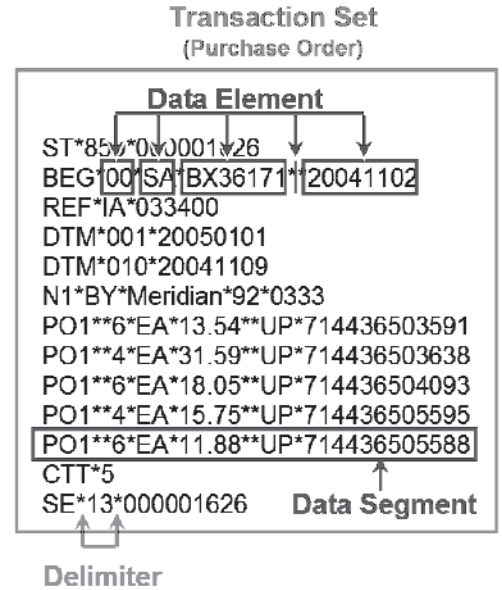 Transaction Set
(Purchase Order)
Data Element
ST*850*000001626
BEG*00*SA*BX36171**20041102
REF*IA*033400
DTM*001*20050101
DTM*010*20041109
N1*BY*Meridian*92*0333
PO1**6*EA*13.54**UP*714436503591
PO1**4*EA*31.59**UP*714436503638
PO1**6*EA*18.05**UP*714436504093
PO1**4*EA*15.75**UP*714436505595
PO1**6*EA*11.88**UP*714436505588
CTT*5
SE*13*000001626
Data Segment
Delimiter